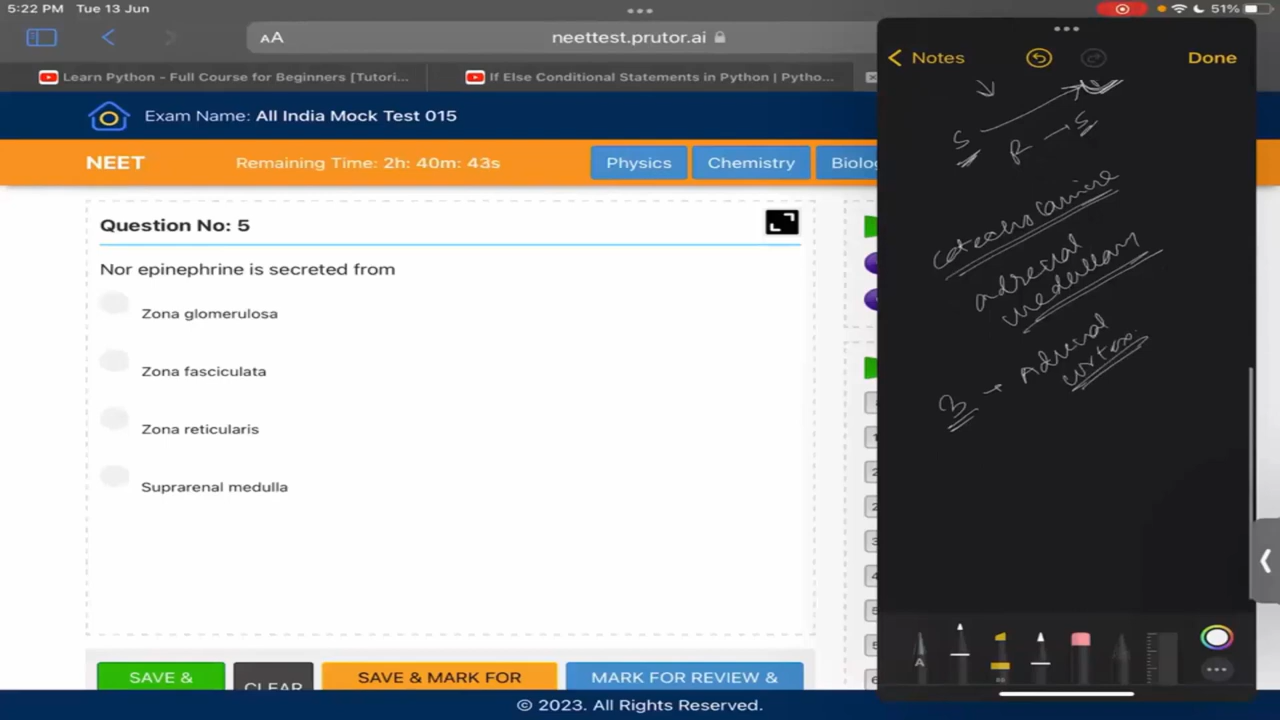 5:22 PM Tue 13 Jun
51%
AA
neettest.prutor.ai
Learn Python - Full Course for Beginners [Tutori...
If Else Conditional Statements in Python | Pytho...
Exam Name: All India Mock Test 015
NEET
Remaining Time: 2h: 40m: 43s
Physics
Chemistry
Biolo
Question No: 5
Nor epinephrine is secreted from
Zona glomerulosa
Zona fasciculata
Zona reticularis
Suprarenal medulla
SAVE &
CLEAR
SAVE & MARK FOR
MARK FOR REVIEW &
© 2023. All Rights Reserved.
Notes
Done
S
R → S
catecholamine
adrenal
medullary
3 → Adrenal
cortex.